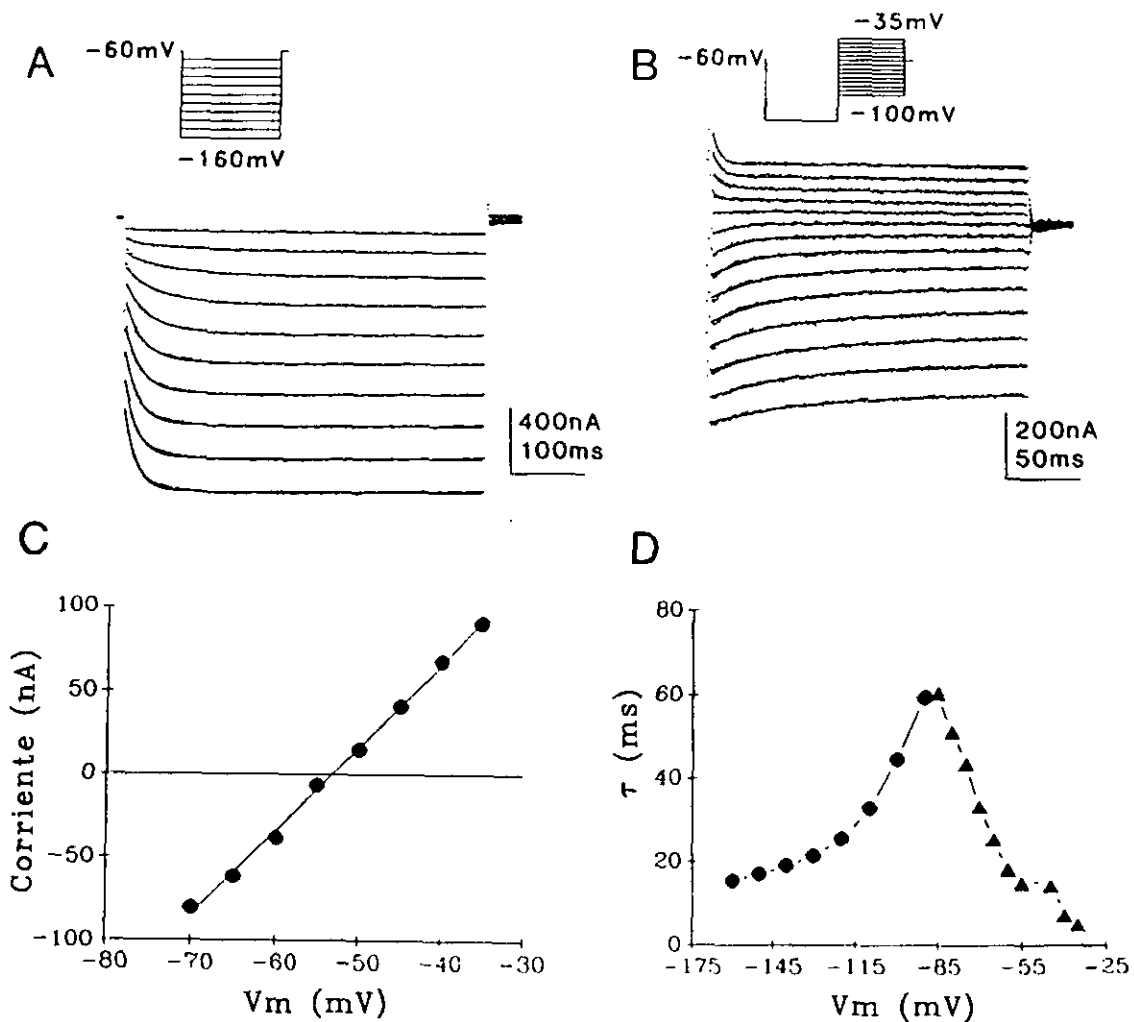 A
-60mV
-160mV
400nA
100ms
B
-35mV
-60mV
-100mV
200nA
50ms
C
Corriente (nA)
100
50
0
-50
-100
-80
-70
-60
-50
-40
-30
Vm (mV)
D
τ (ms)
80
60
40
20
0
-175
-145
-115
-85
-55
-25
Vm (mV)